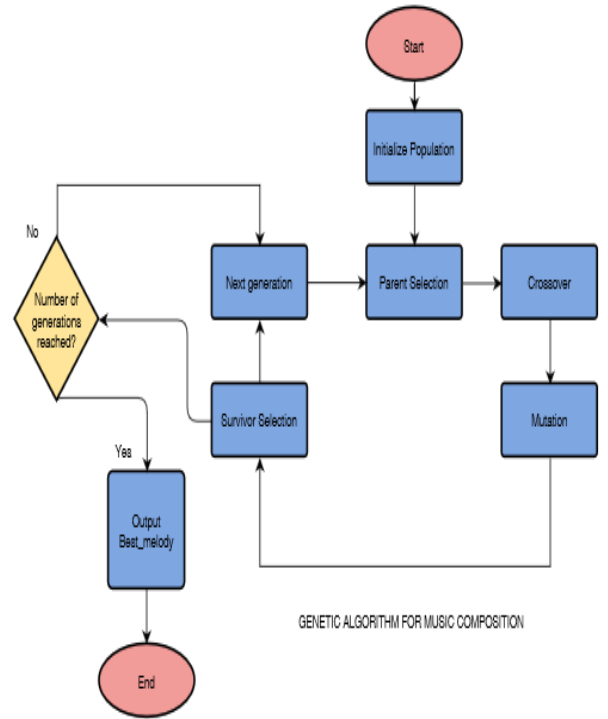 Start
Initialize Population
No
Number of
generations
reached?
Next generation
Parent Selection
Crossover
Survivor Selection
Mutation
Yes
Output
Best_melody
GENETIC ALGORITHM FOR MUSIC COMPOSITION
End